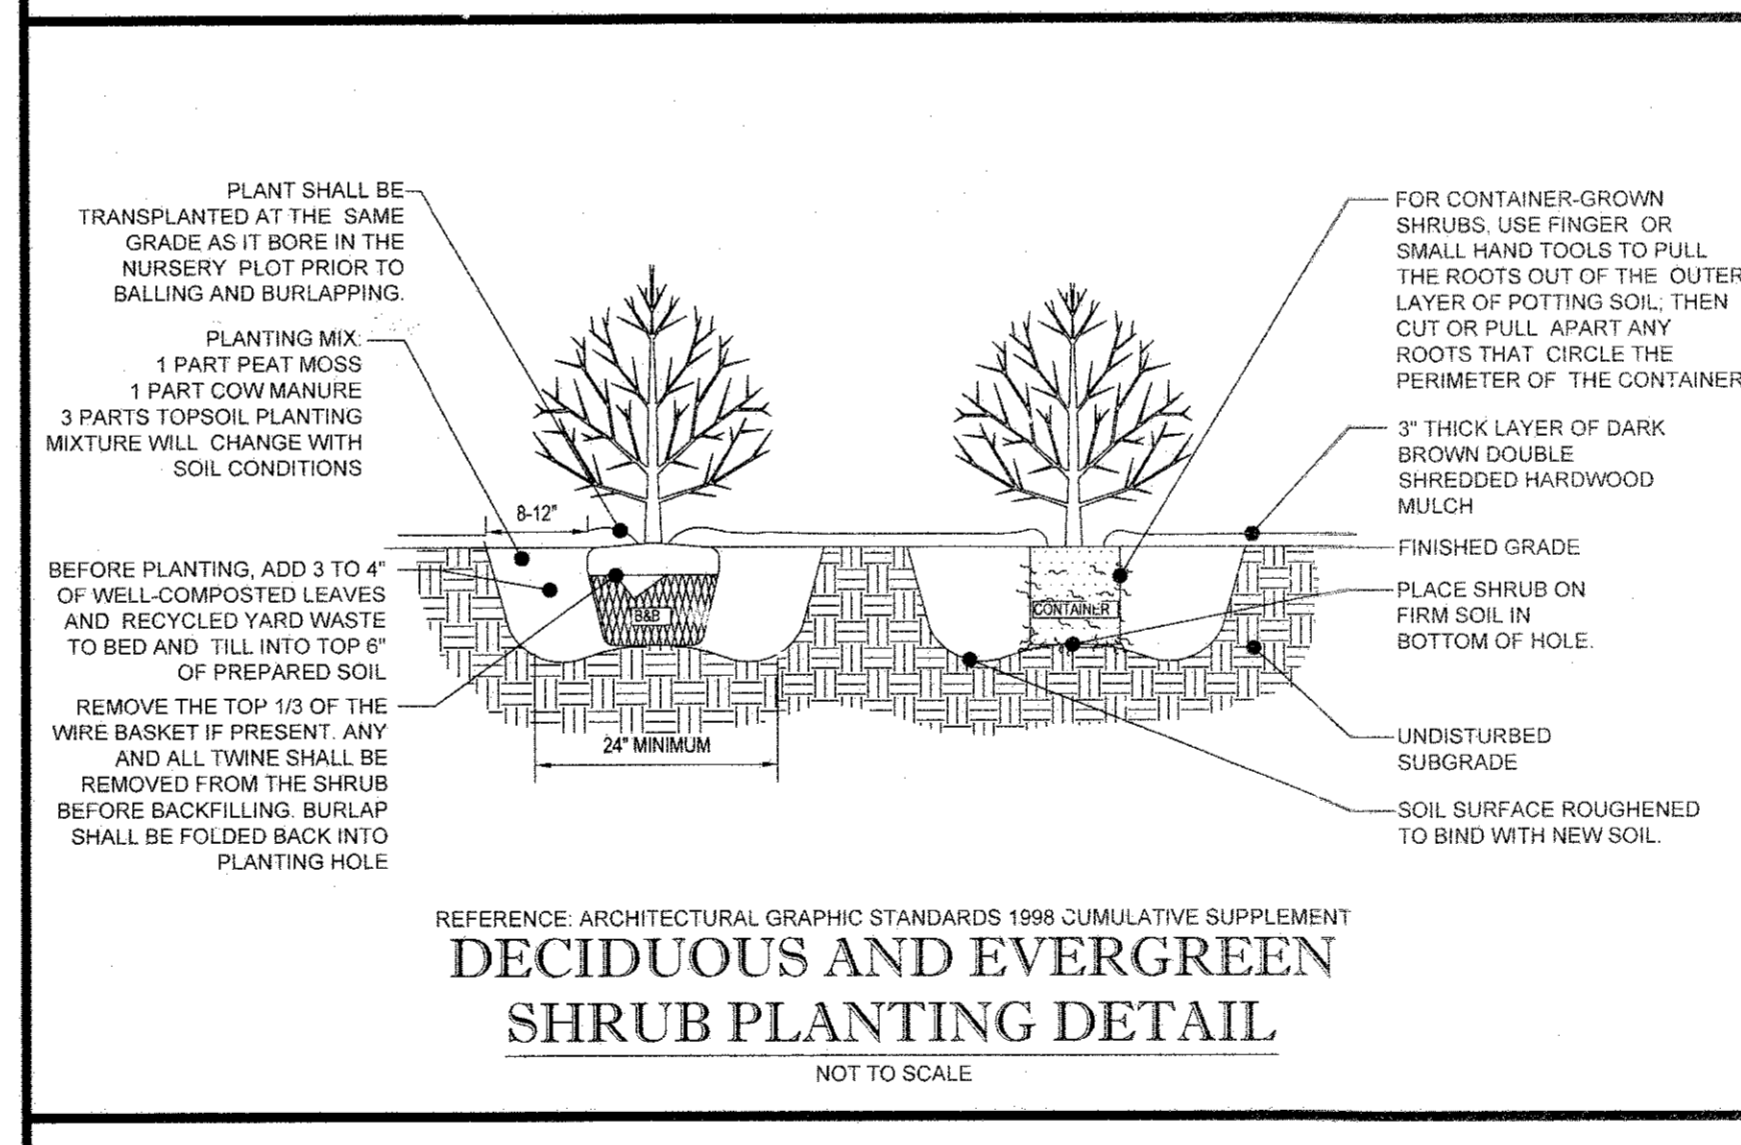 PLANT SHALL BE
TRANSPLANTED AT THE SAME
GRADE AS IT BORE IN THE
NURSERY PLOT PRIOR TO
BALLING AND BURLAPPING.
PLANTING MIX:
1 PART PEAT MOSS
1 PART COW MANURE
3 PARTS TOPSOIL PLANTING
MIXTURE WILL CHANGE WITH
SOIL CONDITIONS
8-12"
BEFORE PLANTING, ADD 3 TO 4"
OF WELL-COMPOSTED LEAVES
AND RECYCLED YARD WASTE
TO BED AND TILL INTO TOP 6"
OF PREPARED SOIL
REMOVE THE TOP 1/3 OF THE
WIRE BASKET IF PRESENT. ANY
AND ALL TWINE SHALL BE
REMOVED FROM THE SHRUB
BEFORE BACKFILLING. BURLAP
SHALL BE FOLDED BACK INTO
PLANTING HOLE
B&B
24" MINIMUM
CONTAINER
FOR CONTAINER-GROWN
SHRUBS, USE FINGER OR
SMALL HAND TOOLS TO PULL
THE ROOTS OUT OF THE OUTER
LAYER OF POTTING SOIL; THEN
CUT OR PULL APART ANY
ROOTS THAT CIRCLE THE
PERIMETER OF THE CONTAINER
3" THICK LAYER OF DARK
BROWN DOUBLE
SHREDDED HARDWOOD
MULCH
FINISHED GRADE
PLACE SHRUB ON
FIRM SOIL IN
BOTTOM OF HOLE.
UNDISTURBED
SUBGRADE
SOIL SURFACE ROUGHENED
TO BIND WITH NEW SOIL.
REFERENCE: ARCHITECTURAL GRAPHIC STANDARDS 1998 CUMULATIVE SUPPLEMENT
DECIDUOUS AND EVERGREEN
SHRUB PLANTING DETAIL
NOT TO SCALE